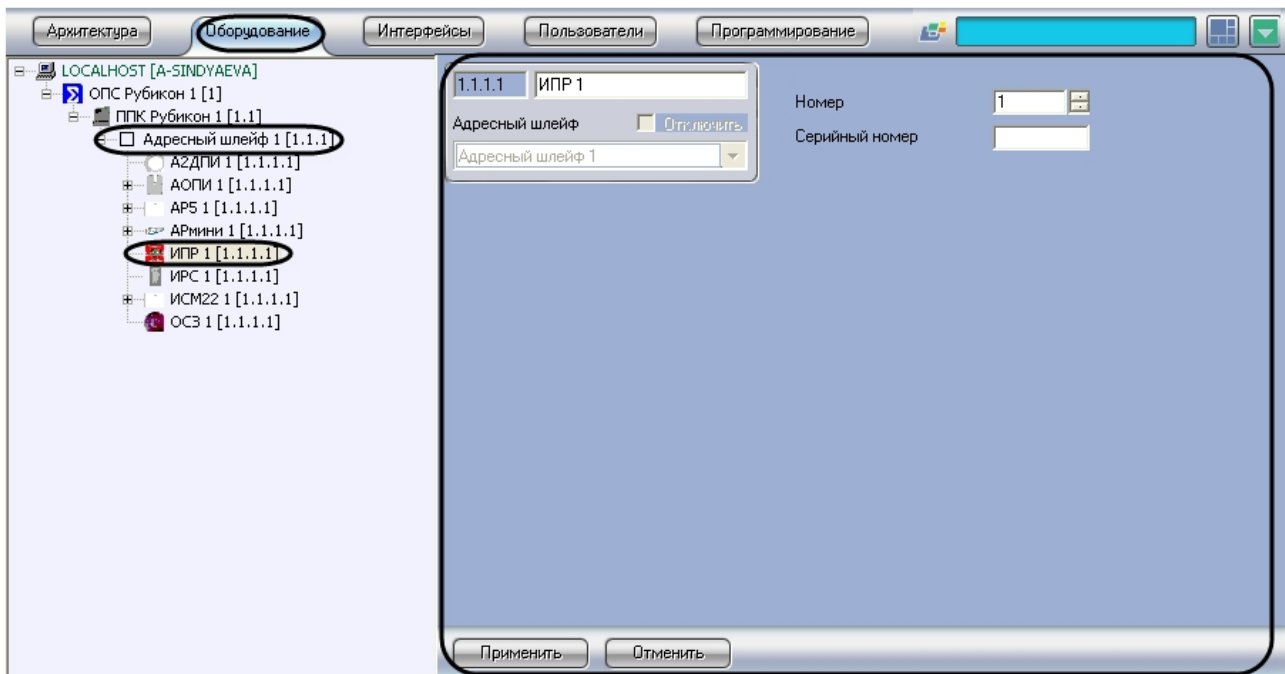 Архитектура Оборудование Интерфейсы Пользователи Программирование
LOCALHOST [A-SINDYAEVA]
ОПС Рубикон 1 [1]
ППК Рубикон 1 [1.1]
Адресный шлейф 1 [1.1.1]
А2ДПИ 1 [1.1.1.1]
АОПИ 1 [1.1.1.1]
АР5 1 [1.1.1.1]
АРмини 1 [1.1.1.1]
ИПР 1 [1.1.1.1]
ИРС 1 [1.1.1.1]
ИСМ22 1 [1.1.1.1]
ОСЗ 1 [1.1.1.1]
1.1.1.1 ИПР 1
Адресный шлейф Отключить
Адресный шлейф 1
Номер 1
Серийный номер
Применить Отменить